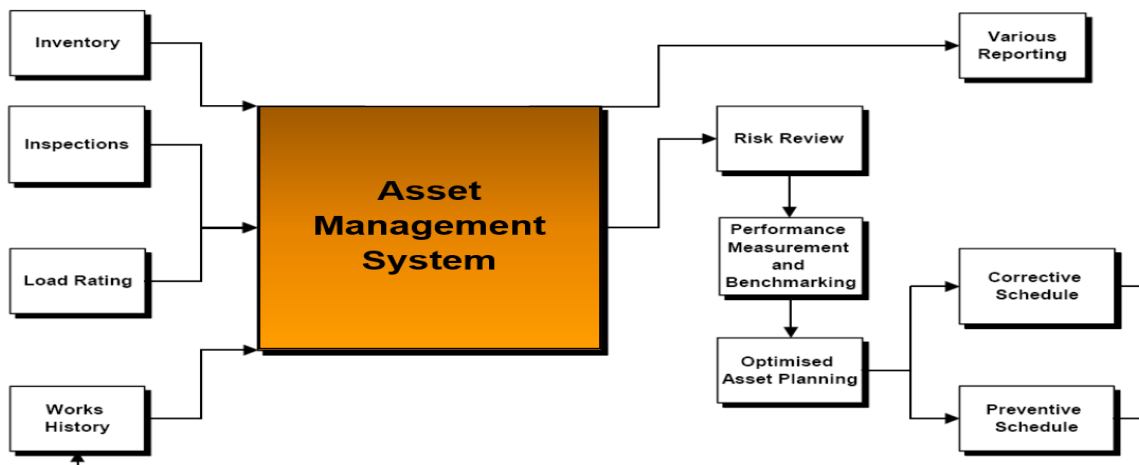 Inventory
Inspections
Load Rating
Works
History
Asset
Management
System
Various
Reporting
Risk Review
Performance
Measurement
and
Benchmarking
Optimised
Asset Planning
Corrective
Schedule
Preventive
Schedule